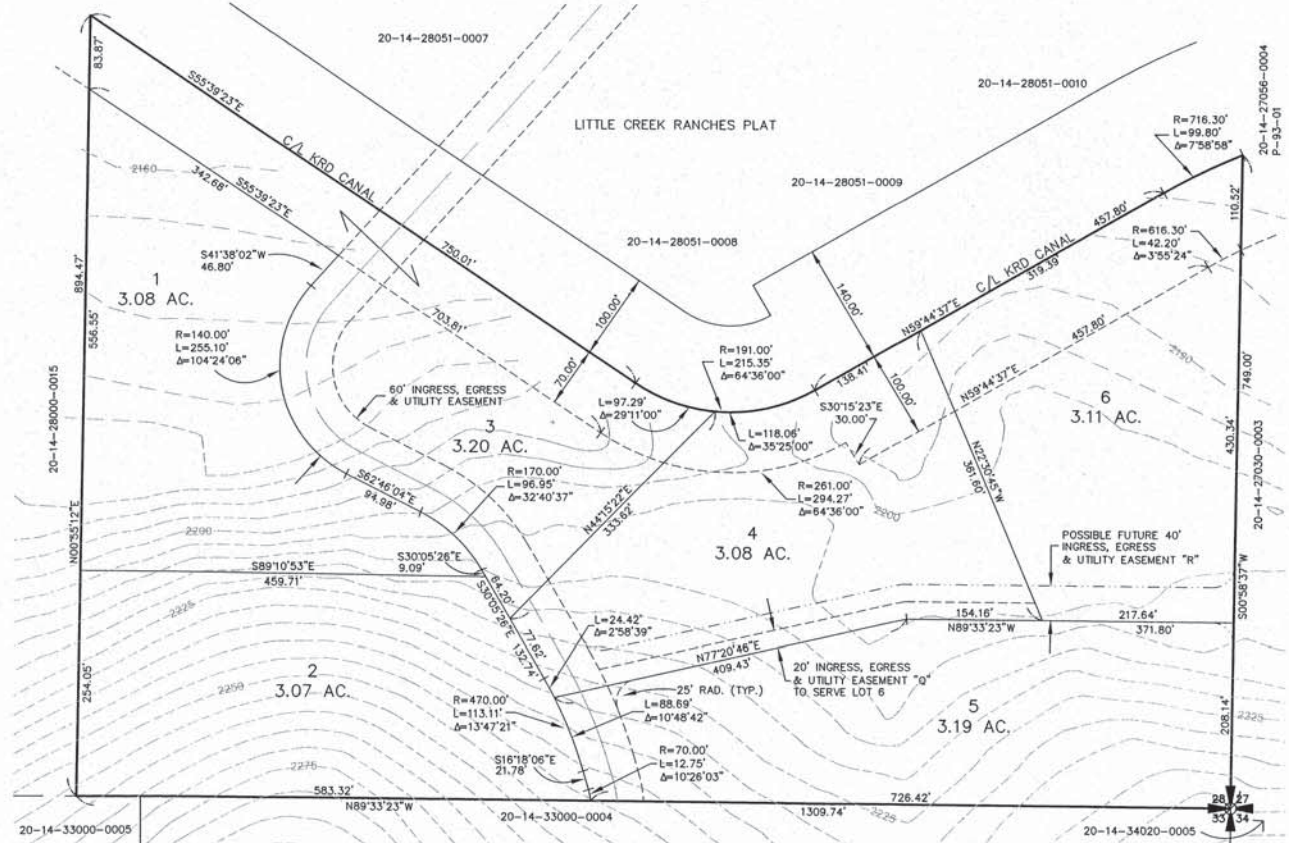 20-14-28051-0007
20-14-28051-0010
20-14-27056-0004
P-93-01
LITTLE CREEK RANCHES PLAT
R=716.30'
L=99.80'
Δ=7°58'58"
83.87'
S55°39'23"E
C/L KRD CANAL
2160
342.68'
S55°39'23"E
20-14-28051-0009
457.80'
110.52'
20-14-28051-0008
750.01'
R=616.30'
L=42.20'
Δ=3°55'24"
S41°38'02"W
46.80'
C/L KRD CANAL
319.39'
140.00'
1
3.08 AC.
894.47'
556.55'
703.81'
100.00'
N59°44'37"E
457.80'
2190
R=140.00'
L=255.10'
Δ=104°24'06"
R=191.00'
L=215.35'
Δ=64°36'00"
138.41'
70.00'
100.00'
N59°44'37"E
749.00'
60' INGRESS, EGRESS
& UTILITY EASEMENT
L=97.29'
Δ=29°11'00"
S30°15'23"E
30.00'
6
3.11 AC.
20-14-28000-0015
3
3.20 AC.
L=118.06'
Δ=35°25'00"
430.34'
20-14-27030-0003
S62°46'04"E
94.98'
R=170.00'
L=96.95'
Δ=32°40'37"
R=261.00'
L=294.27'
Δ=64°36'00"
N22°30'45"W
361.60'
N44°15'22"E
333.62'
2200
2200
4
3.08 AC.
POSSIBLE FUTURE 40'
INGRESS, EGRESS
& UTILITY EASEMENT "R"
N00°55'12"E
S89°10'53"E
459.71'
S30°05'26"E
9.09'
64.20'
S30°05'26"E
S00°58'37"W
2225
L=24.42'
Δ=2°58'39"
154.16'
N89°33'23"W
217.64'
371.80'
77.62'
132.74'
N77°20'46"E
409.43'
254.05'
2
3.07 AC.
2250
20' INGRESS, EGRESS
& UTILITY EASEMENT "Q"
TO SERVE LOT 6
25' RAD. (TYP.)
R=470.00'
L=113.11'
Δ=13°47'21"
L=88.69'
Δ=10°48'42"
5
3.19 AC.
208.14'
2225
S16°18'06"E
21.78'
R=70.00'
L=12.75'
Δ=10°26'03"
2275
583.32'
N89°33'23"W
726.42'
1309.74'
28 27
33 34
2225
20-14-33000-0005
20-14-33000-0004
20-14-34020-0005